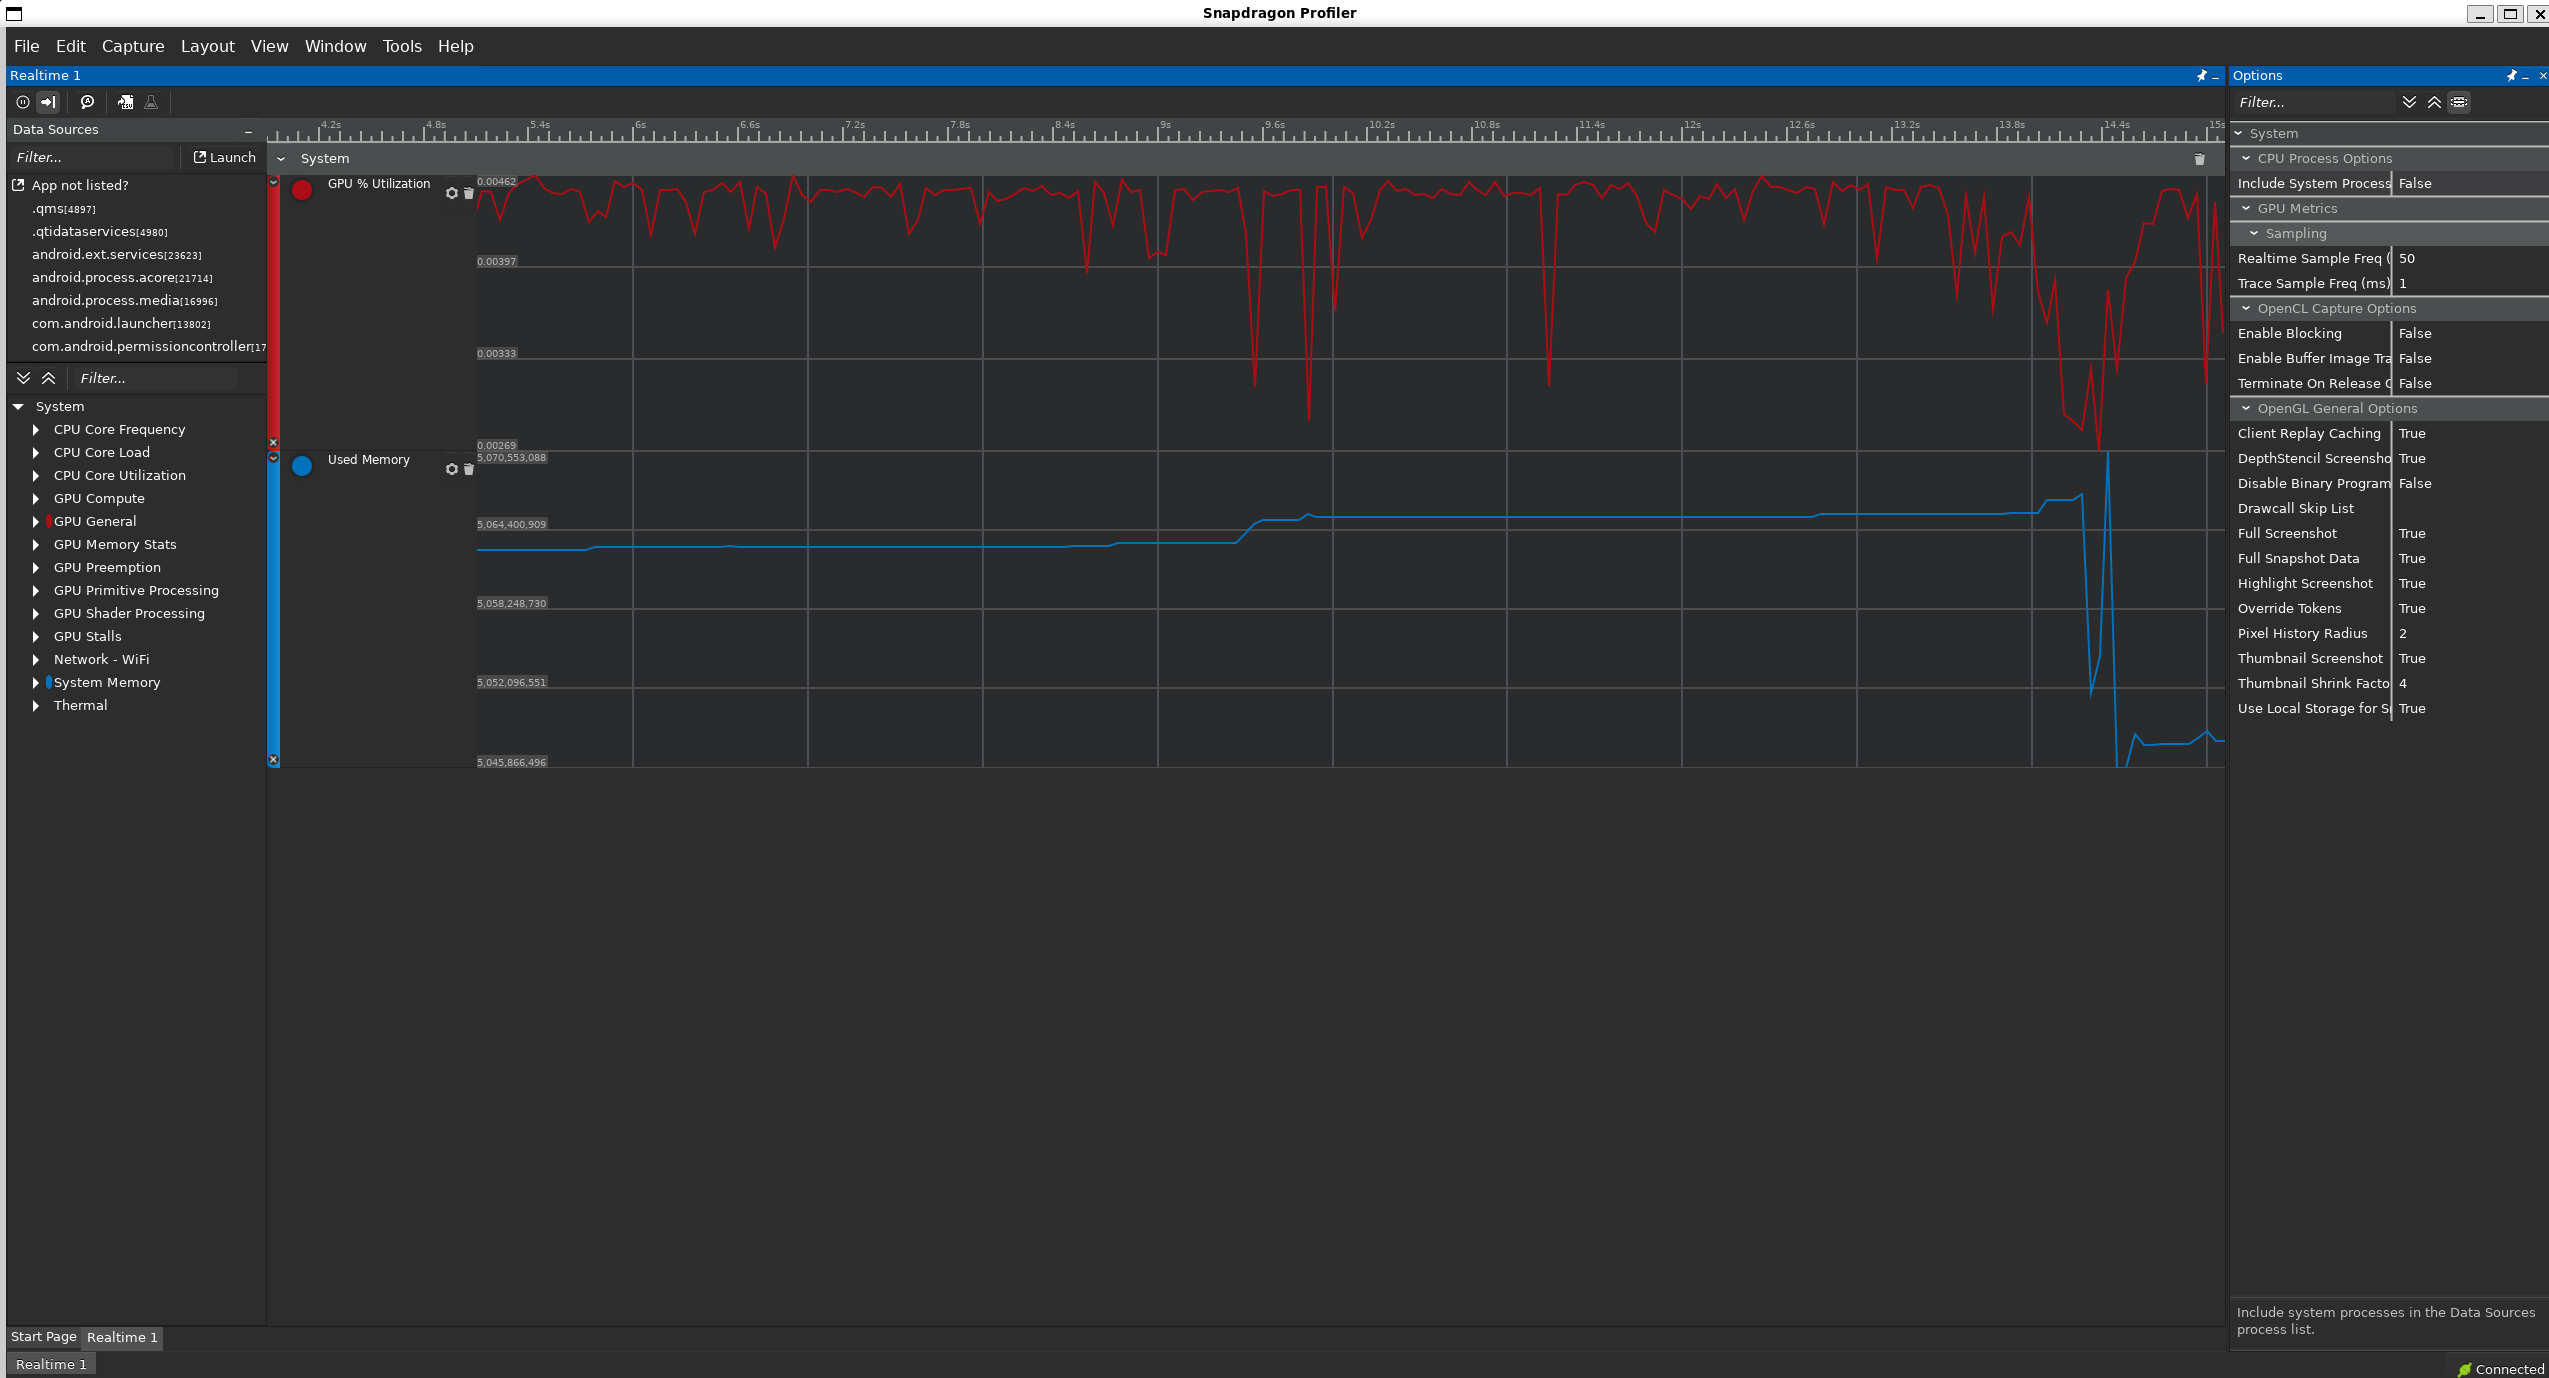 Snapdragon Profiler
File Edit Capture Layout View Window Tools Help
Realtime 1
Data Sources
Filter...
Launch
App not listed?
.qms[4897]
.qtidataservices[4980]
android.ext.services[23623]
android.process.acore[21714]
android.process.media[16996]
com.android.launcher[13802]
com.android.permissioncontroller[17
Filter...
System
CPU Core Frequency
CPU Core Load
CPU Core Utilization
GPU Compute
GPU General
GPU Memory Stats
GPU Preemption
GPU Primitive Processing
GPU Shader Processing
GPU Stalls
Network - WiFi
System Memory
Thermal
4.2s 4.8s 5.4s 6s 6.6s 7.2s 7.8s 8.4s 9s 9.6s 10.2s 10.8s 11.4s 12s 12.6s 13.2s 13.8s 14.4s 15s
System
GPU % Utilization
0.00462
0.00397
0.00333
0.00269
Used Memory
5,070,553,088
5,064,400,909
5,058,248,730
5,052,096,551
5,045,866,496
Options
Filter...
System
CPU Process Options
Include System Process False
GPU Metrics
Sampling
Realtime Sample Freq ( 50
Trace Sample Freq (ms) 1
OpenCL Capture Options
Enable Blocking False
Enable Buffer Image Tra False
Terminate On Release C False
OpenGL General Options
Client Replay Caching True
DepthStencil Screensho True
Disable Binary Program False
Drawcall Skip List
Full Screenshot True
Full Snapshot Data True
Highlight Screenshot True
Override Tokens True
Pixel History Radius 2
Thumbnail Screenshot True
Thumbnail Shrink Facto 4
Use Local Storage for S True
Include system processes in the Data Sources
process list.
Start Page Realtime 1
Realtime 1
Connected